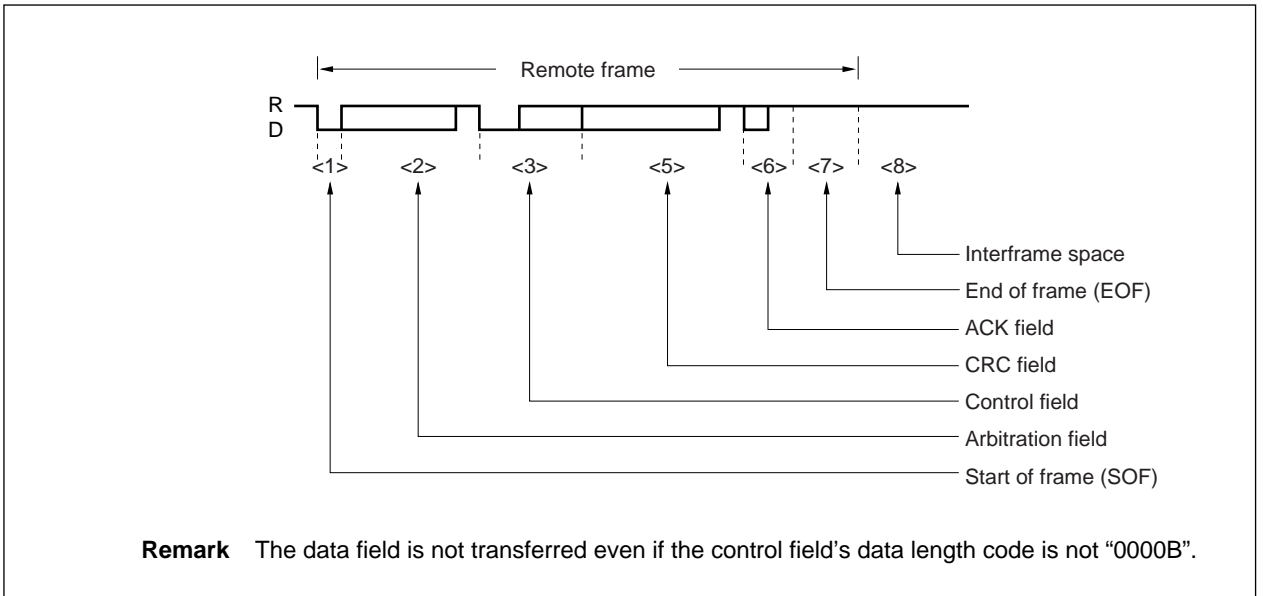 Remote frame
R
D
<1> <2> <3> <5> <6> <7> <8>
Interframe space
End of frame (EOF)
ACK field
CRC field
Control field
Arbitration field
Start of frame (SOF)
Remark The data field is not transferred even if the control field’s data length code is not “0000B”.